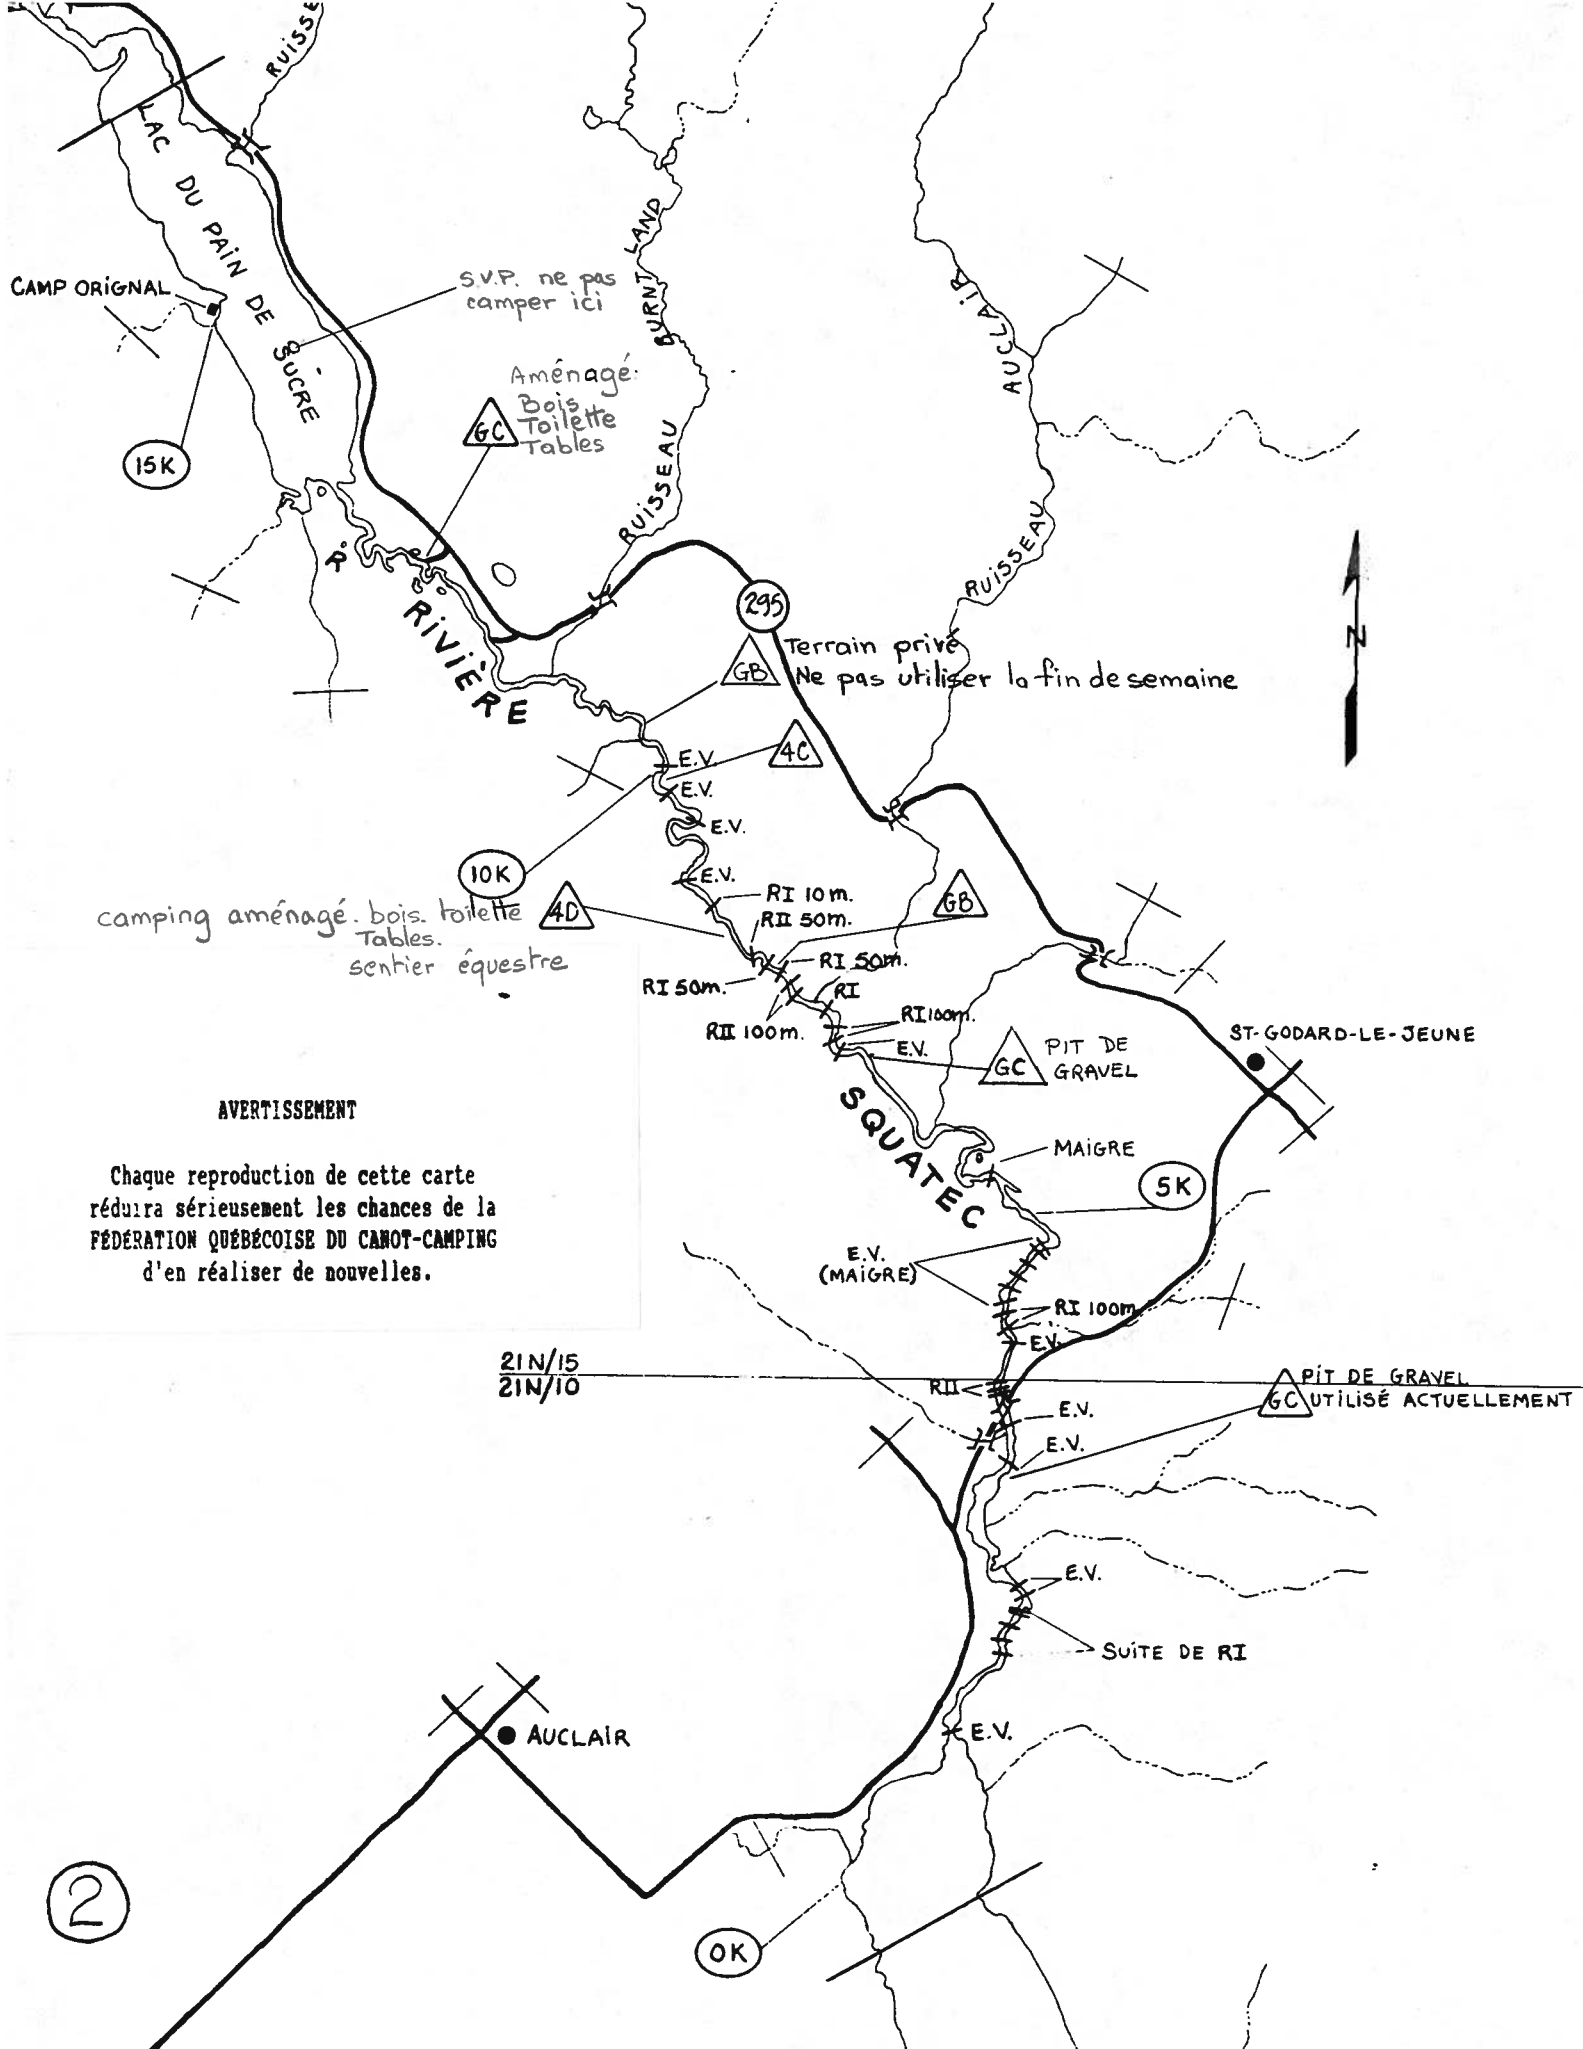 RUISSE
LAC DU PAIN DE SUCRE
CAMP ORIGNAL
S.V.P. ne pas
camper ici
15K
GC
Aménagé:
Bois
Toilette
Tables
RUISSEAU BURNT LAND
RUISSEAU AUCLAIR
R
RIVIÈRE
295
GB
Terrain privé
Ne pas utiliser la fin de semaine
N
4C
E.V.
E.V.
E.V.
10K
E.V.
RI 10m.
GB
camping aménagé. bois. toilette
Tables.
sentier équestre
4D
RII 50m.
RI 50m.
RI 50m.
RI
RII 100m.
RI 100m.
E.V.
GC
PIT DE
GRAVEL
ST-GODARD-LE-JEUNE
SQUATEC
MAIGRE
5K
AVERTISSEMENT
Chaque reproduction de cette carte
réduira sérieusement les chances de la
FÉDÉRATION QUÉBÉCOISE DU CANOT-CAMPING
d'en réaliser de nouvelles.
E.V.
(MAIGRE)
RI 100m
E.V.
21N/15
21N/10
RII
GC
PIT DE GRAVEL
UTILISÉ ACTUELLEMENT
E.V.
E.V.
E.V.
SUITE DE RI
E.V.
AUCLAIR
2
0K